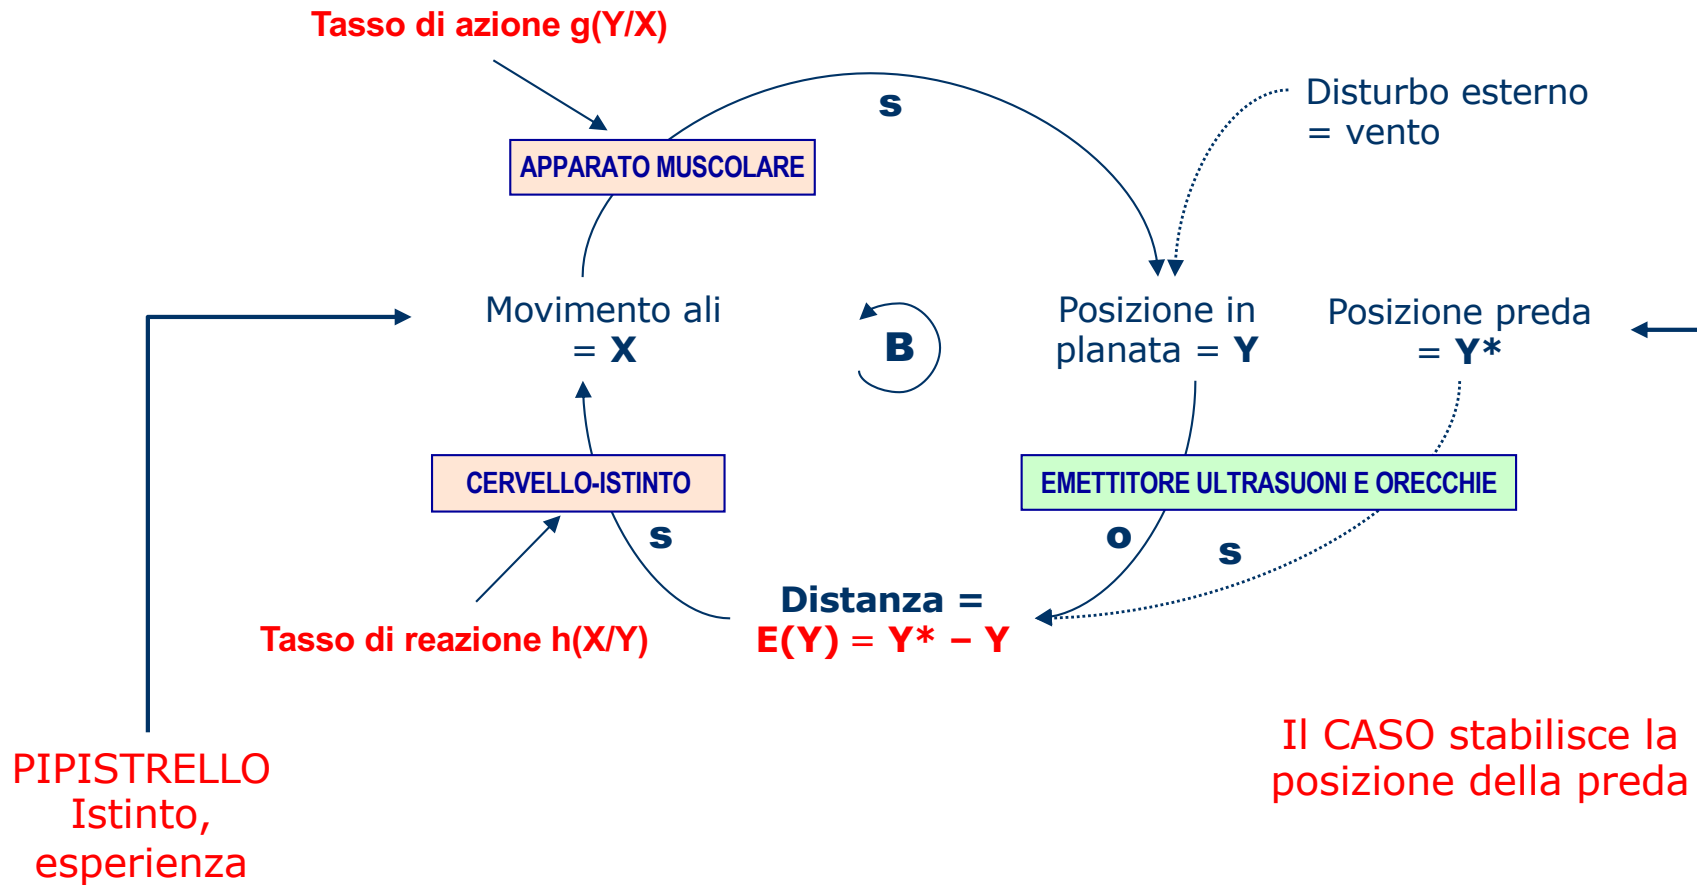 Tasso di azione g(Y/X)
s
Disturbo esterno
= vento
APPARATO MUSCOLARE
Movimento ali
= X
B
Posizione in
planata = Y
Posizione preda
= Y*
CERVELLO-ISTINTO
EMETTITORE ULTRASUONI E ORECCHIE
s
o
s
Distanza =
E(Y) = Y* – Y
Tasso di reazione h(X/Y)
PIPISTRELLO
Istinto,
esperienza
Il CASO stabilisce la
posizione della preda